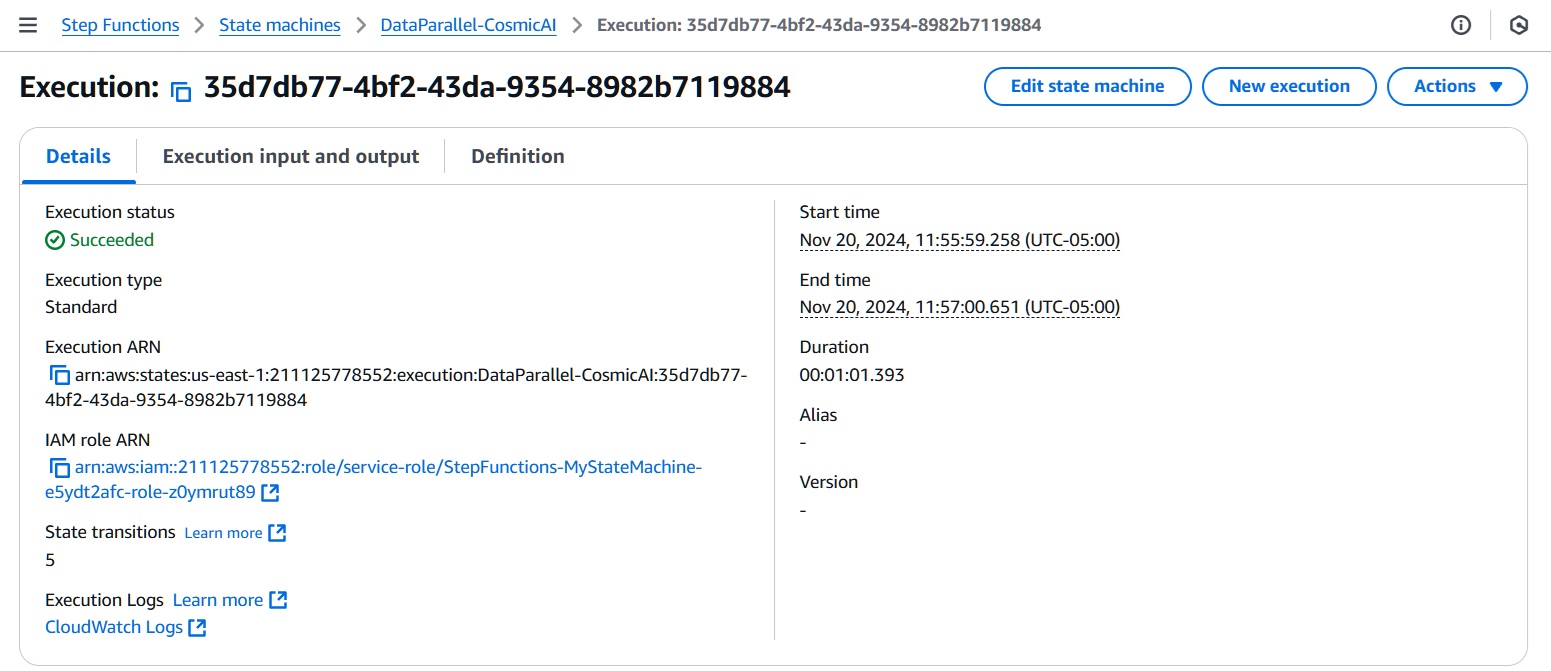 Step Functions > State machines > DataParallel-CosmicAI > Execution: 35d7db77-4bf2-43da-9354-8982b7119884
Execution: 35d7db77-4bf2-43da-9354-8982b7119884
Edit state machine
New execution
Actions
Details
Execution input and output
Definition
Execution status
Succeeded
Execution type
Standard
Execution ARN
arn:aws:states:us-east-1:211125778552:execution:DataParallel-CosmicAI:35d7db77-
4bf2-43da-9354-8982b7119884
IAM role ARN
arn:aws:iam::211125778552:role/service-role/StepFunctions-MyStateMachine-
e5ydt2afc-role-z0ymrut89
State transitions Learn more
5
Execution Logs Learn more
CloudWatch Logs
Start time
Nov 20, 2024, 11:55:59.258 (UTC-05:00)
End time
Nov 20, 2024, 11:57:00.651 (UTC-05:00)
Duration
00:01:01.393
Alias
-
Version
-